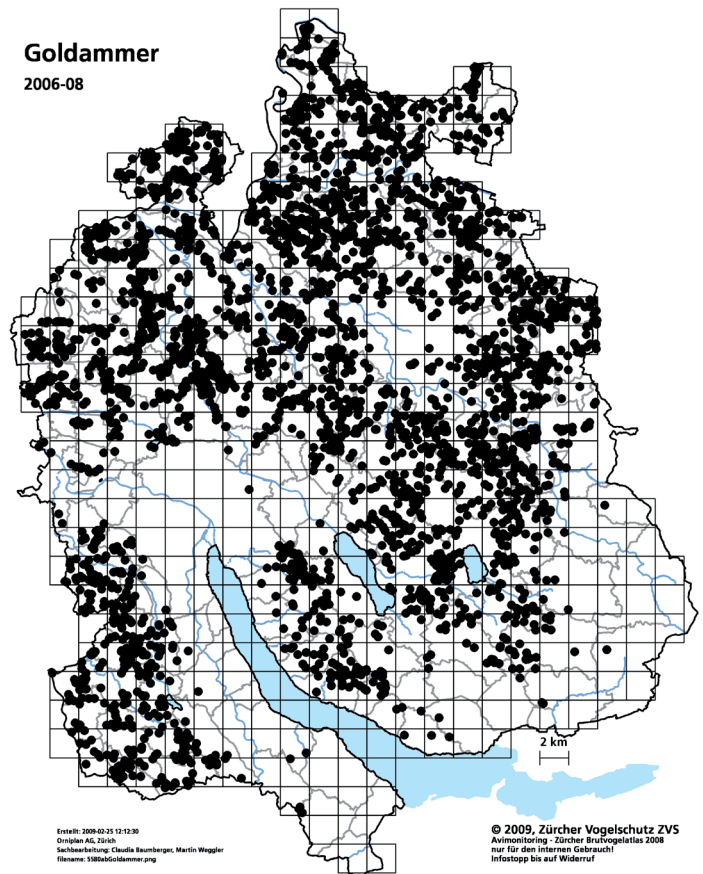 Goldammer
2006-08
2 km
Erstellt: 2009-02-25 12:12:30
Orniplan AG, Zürich
Sachbearbeitung: Claudia Baumberger, Martin Weggler
filename: 5580abGoldammer.png
© 2009, Zürcher Vogelschutz ZVS
Avimonitoring - Zürcher Brutvogelatlas 2008
nur für den internen Gebrauch!
Infostopp bis auf Widerruf